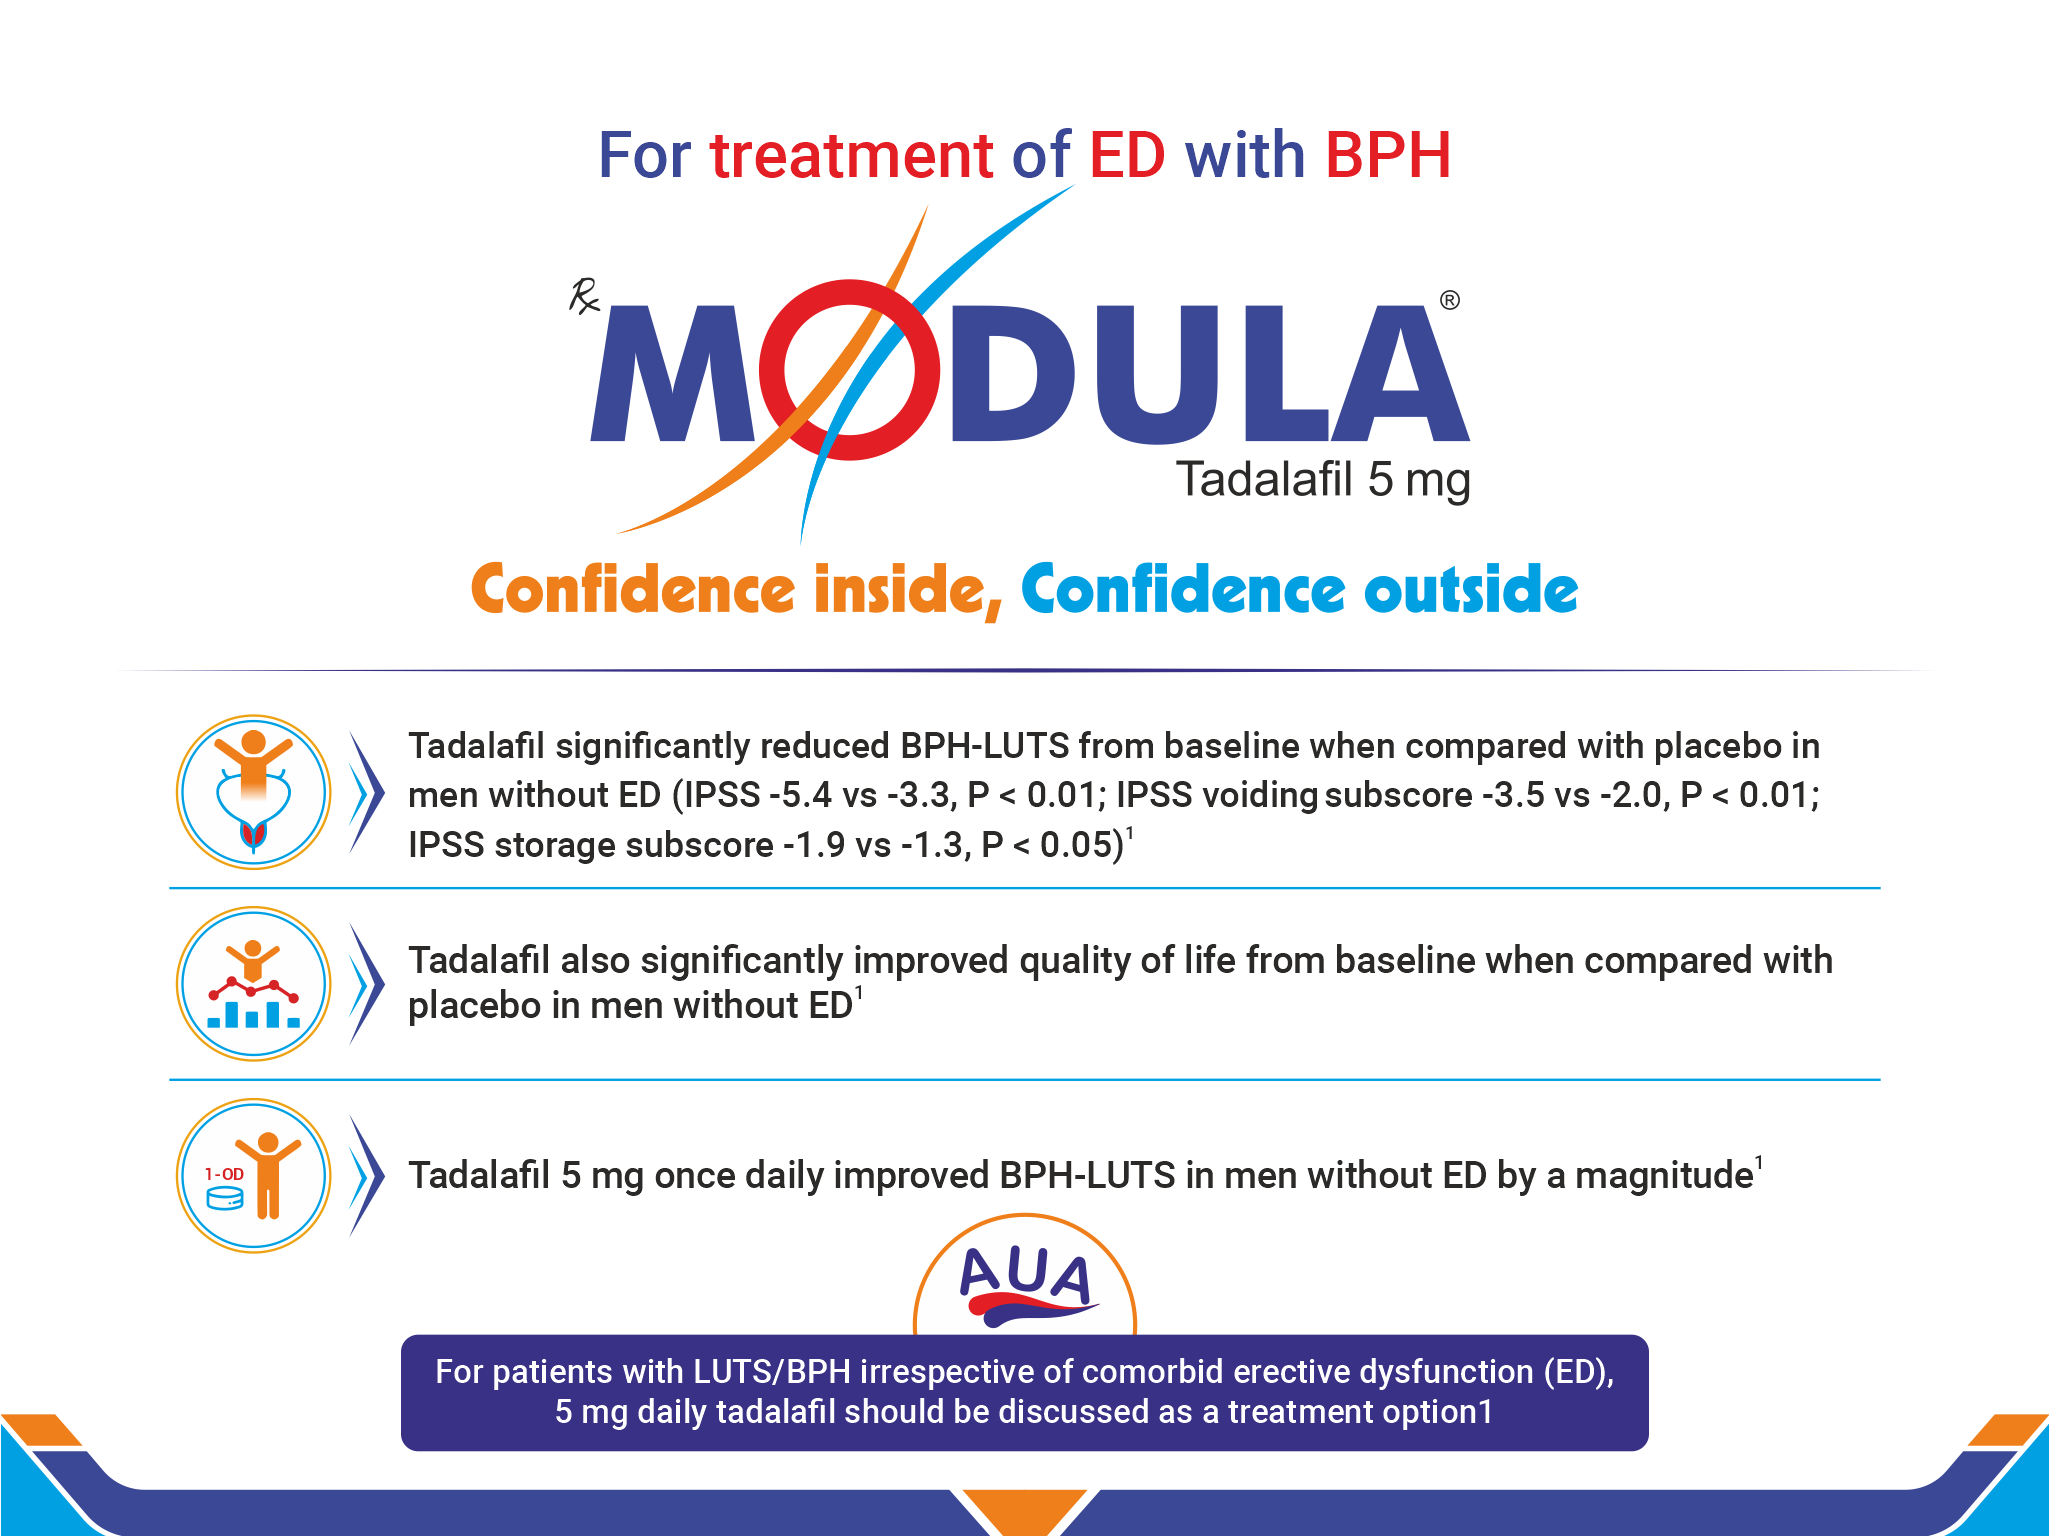 For treatment of ED with BPH
Rx MODULA®
Tadalafil 5 mg
Confidence inside, Confidence outside
Tadalafil significantly reduced BPH-LUTS from baseline when compared with placebo in
men without ED (IPSS -5.4 vs -3.3, P < 0.01; IPSS voiding subscore -3.5 vs -2.0, P < 0.01;
IPSS storage subscore -1.9 vs -1.3, P < 0.05)¹
Tadalafil also significantly improved quality of life from baseline when compared with
placebo in men without ED¹
1-OD
Tadalafil 5 mg once daily improved BPH-LUTS in men without ED by a magnitude¹
AUA
For patients with LUTS/BPH irrespective of comorbid erective dysfunction (ED),
5 mg daily tadalafil should be discussed as a treatment option1